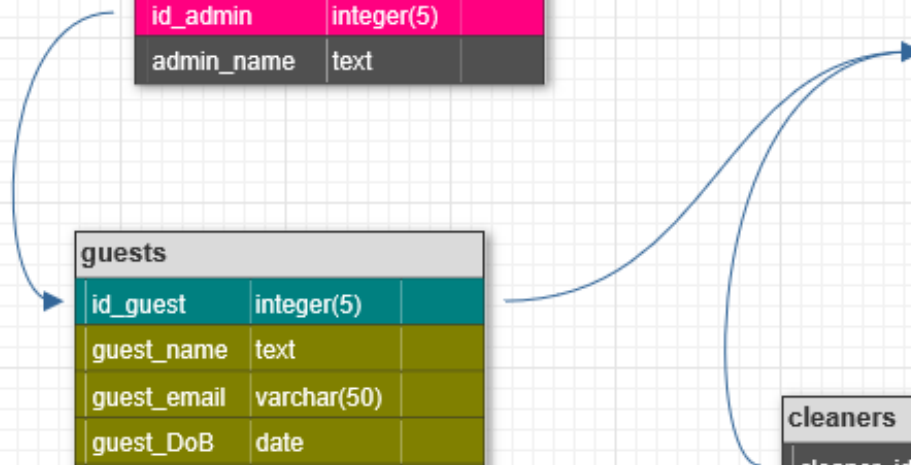 id_admin integer(5)
admin_name text
guests
id_guest integer(5)
guest_name text
guest_email varchar(50)
guest_DoB date
cleaners